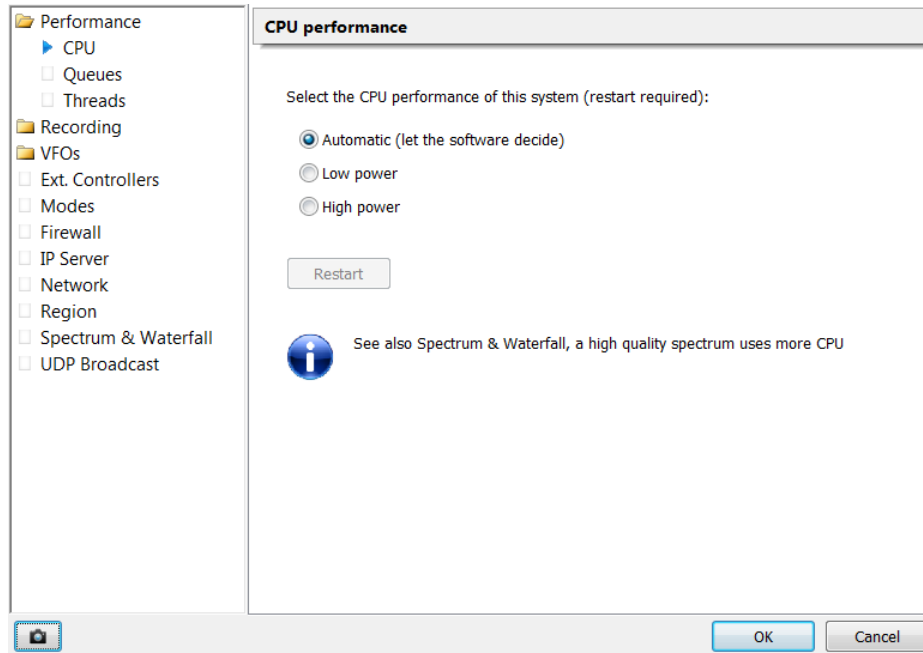 Performance
CPU
Queues
Threads
Recording
VFOs
Ext. Controllers
Modes
Firewall
IP Server
Network
Region
Spectrum & Waterfall
UDP Broadcast
CPU performance
Select the CPU performance of this system (restart required):
Automatic (let the software decide)
Low power
High power
Restart
See also Spectrum & Waterfall, a high quality spectrum uses more CPU
OK
Cancel